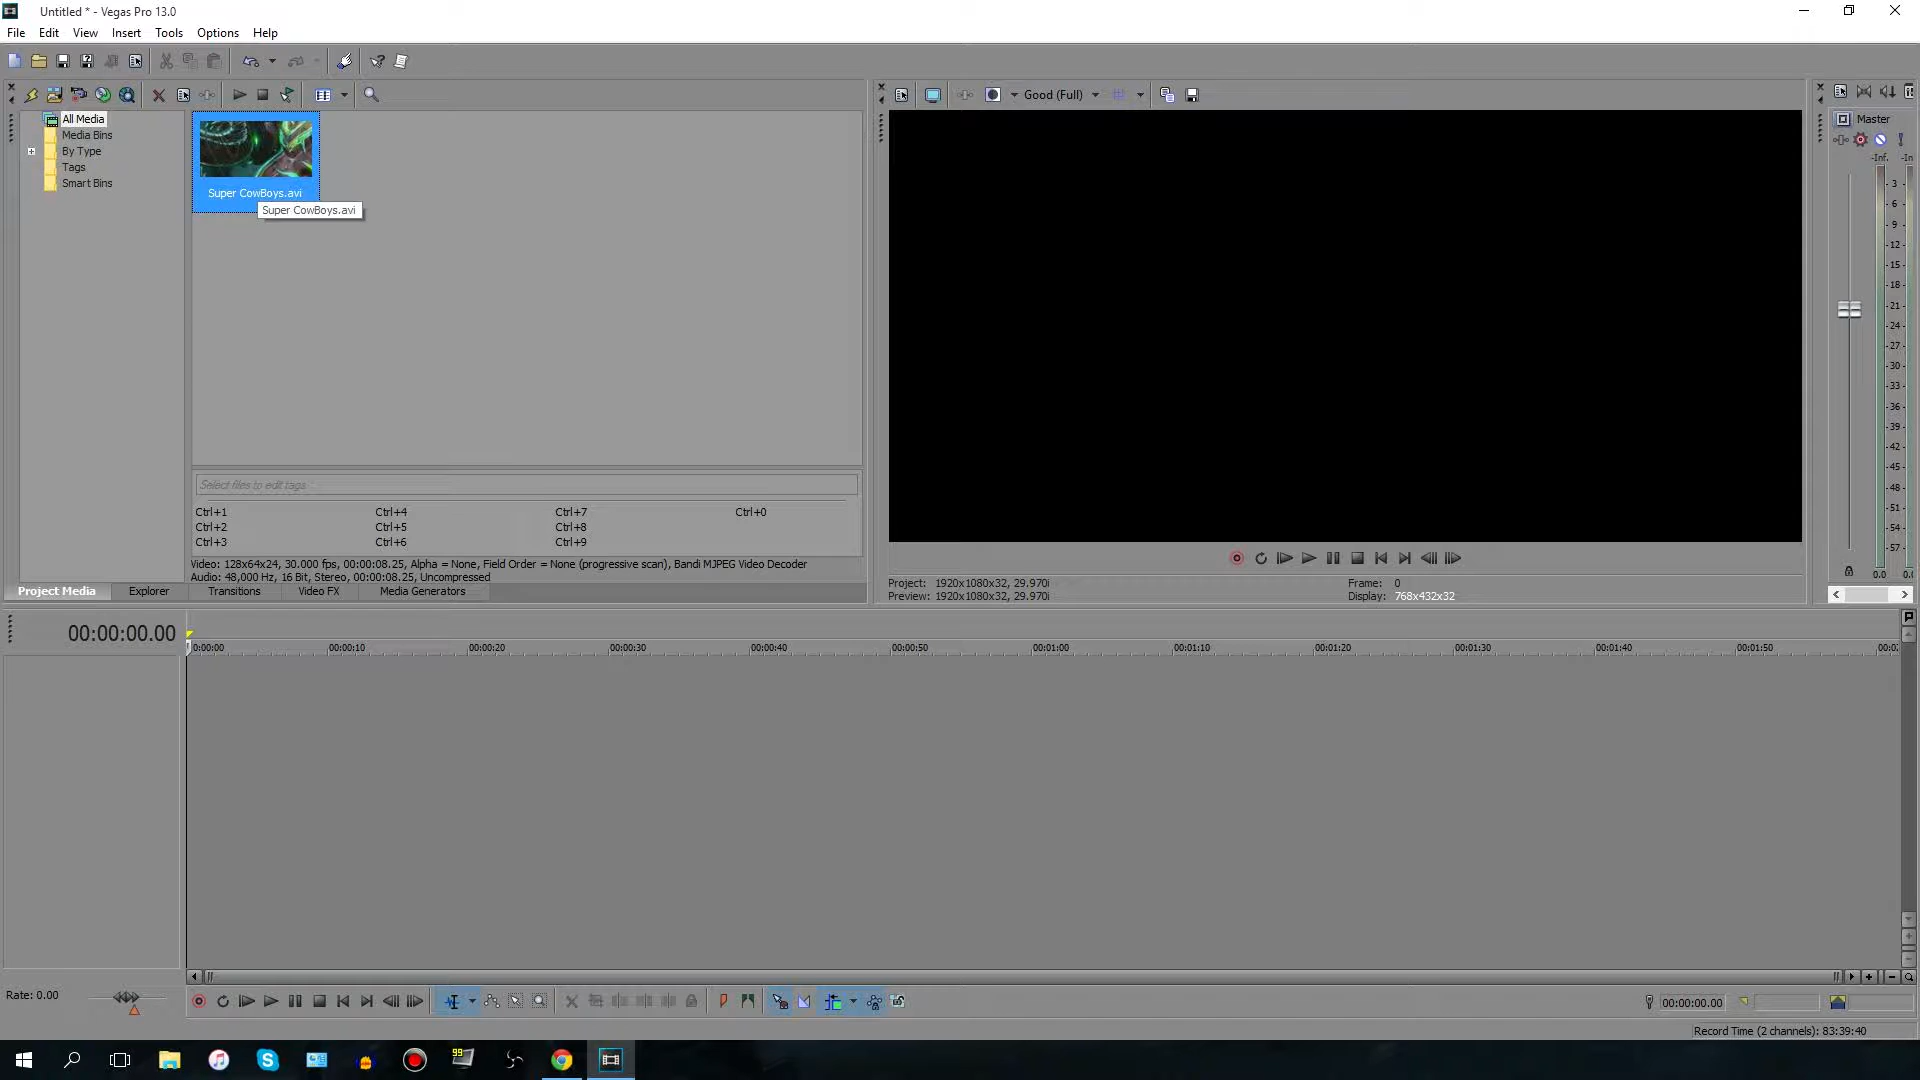 Untitled * - Vegas Pro 13.0
File Edit View Insert Tools Options Help
Good (Full)
All Media
Media Bins
By Type
Tags
Smart Bins
Super CowBoys.avi
Super CowBoys.avi
Master
-Inf. -In
3
6
9
12
15
18
21
24
27
30
33
36
39
42
45
48
51
54
57
0.0 0.(
Select files to edit tags.
Ctrl+1 Ctrl+4 Ctrl+7 Ctrl+0
Ctrl+2 Ctrl+5 Ctrl+8
Ctrl+3 Ctrl+6 Ctrl+9
Video: 128x64x24, 30.000 fps, 00:00:08.25, Alpha = None, Field Order = None (progressive scan), Bandi MJPEG Video Decoder
Audio: 48,000 Hz, 16 Bit, Stereo, 00:00:08.25, Uncompressed
Project Media Explorer Transitions Video FX Media Generators
Project: 1920x1080x32, 29.970i Frame: 0
Preview: 1920x1080x32, 29.970i Display: 768x432x32
00:00:00.00
0:00:00 00:00:10 00:00:20 00:00:30 00:00:40 00:00:50 00:01:00 00:01:10 00:01:20 00:01:30 00:01:40 00:01:50 00:0
Rate: 0.00
00:00:00.00
Record Time (2 channels): 83:39:40
99